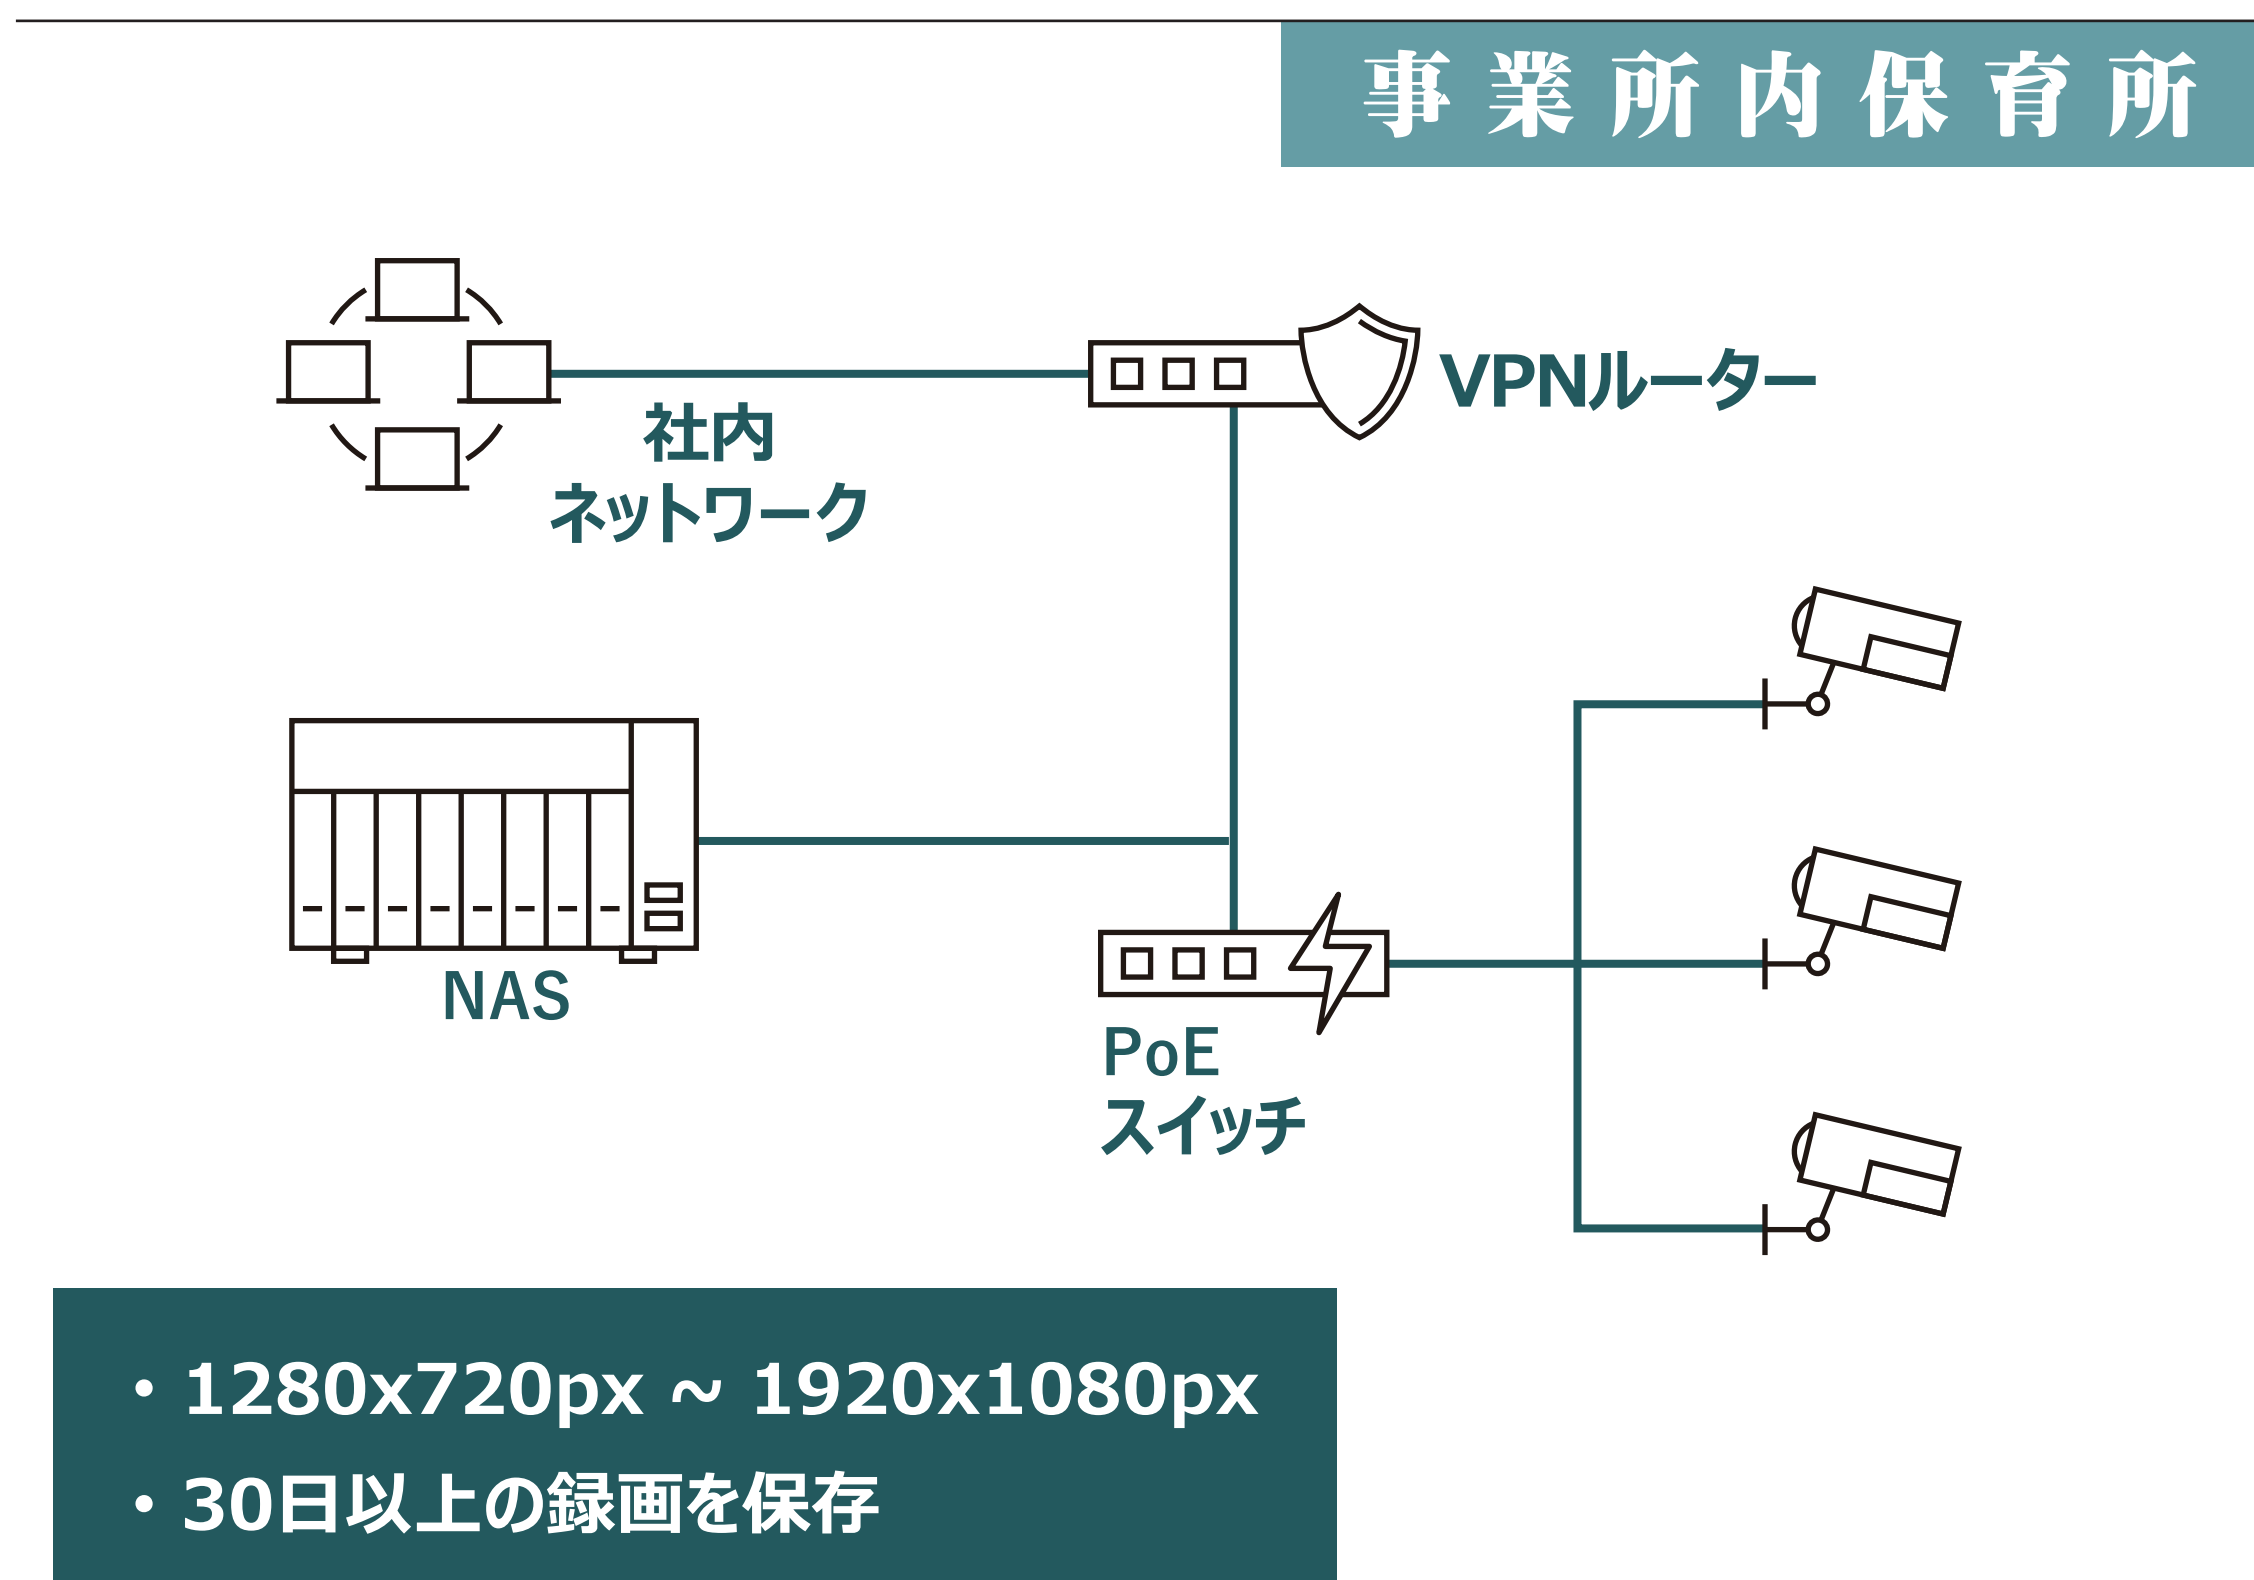 事業所内保育所
VPNルーター
社内
ネットワーク
NAS
PoE
スイッチ
・1280x720px ~ 1920x1080px
・30日以上の録画を保存